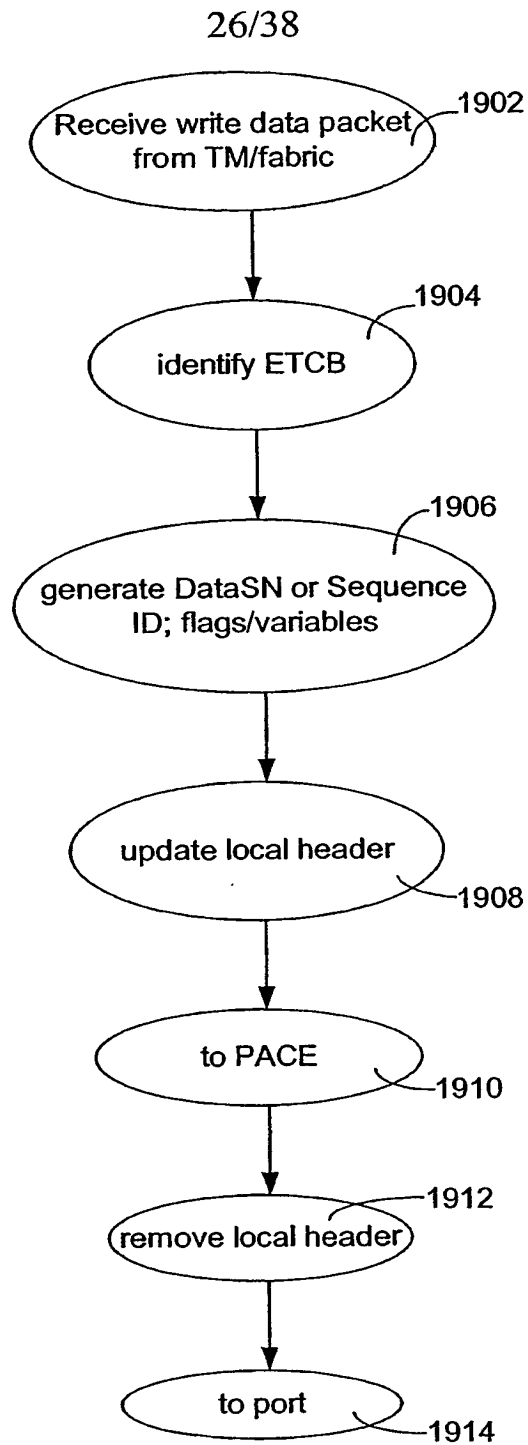 26/38
1902
Receive write data packet
from TM/fabric
1904
identify ETCB
1906
generate DataSN or Sequence
ID; flags/variables
update local header
1908
to PACE
1910
1912
remove local header
to port
1914